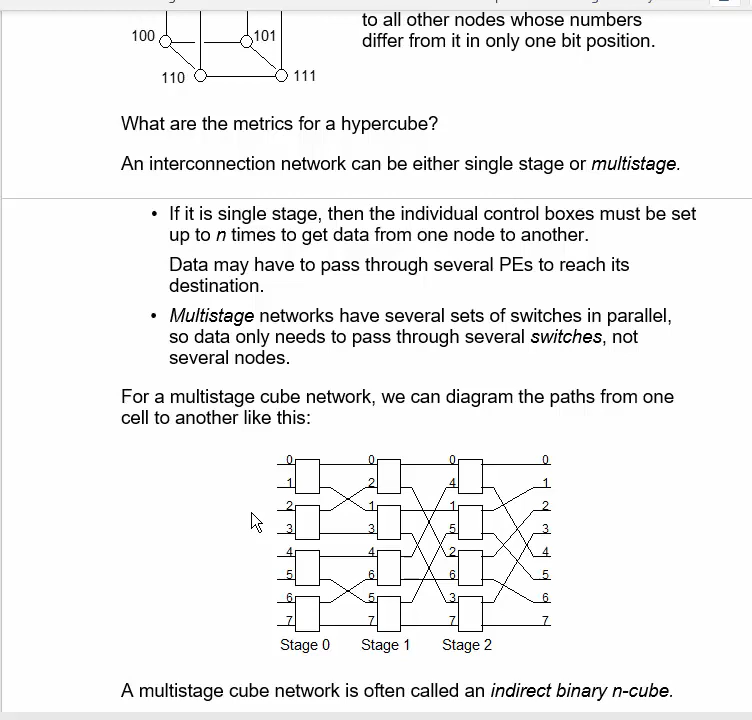 to all other nodes whose numbers
100 101 differ from it in only one bit position.
110 111
What are the metrics for a hypercube?
An interconnection network can be either single stage or multistage.
• If it is single stage, then the individual control boxes must be set
up to n times to get data from one node to another.
Data may have to pass through several PEs to reach its
destination.
• Multistage networks have several sets of switches in parallel,
so data only needs to pass through several switches, not
several nodes.
For a multistage cube network, we can diagram the paths from one
cell to another like this:
0 0 0 0
1 2 4 1
2 1 1 2
3 3 5 3
4 4 2 4
5 6 6 5
6 5 3 6
7 7 7 7
Stage 0 Stage 1 Stage 2
A multistage cube network is often called an indirect binary n-cube.